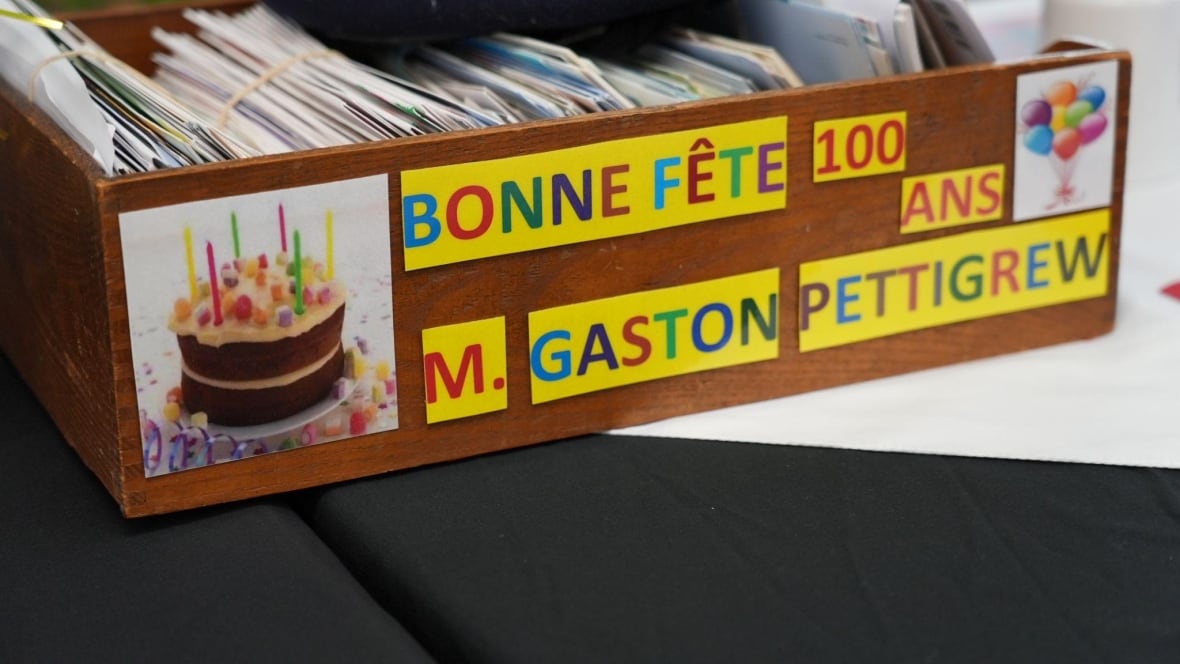 BONNE FÊTE 100
ANS
M. GASTON PETTIGREW